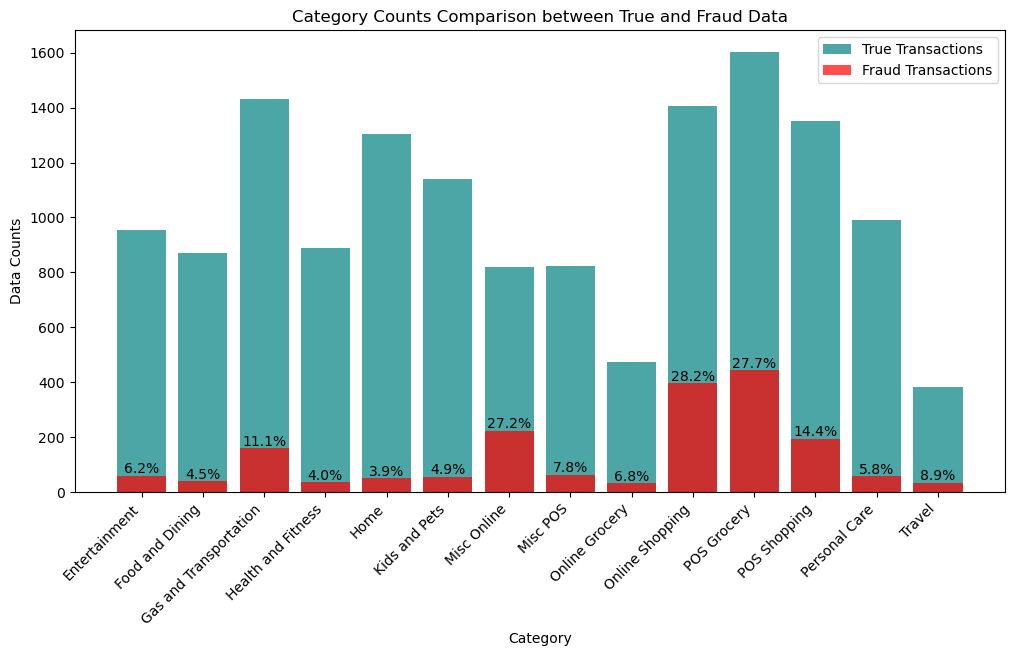 Category Counts Comparison between True and Fraud Data
True Transactions
Fraud Transactions
Data Counts
1600
1400
1200
1000
800
600
400
200
0
6.2%
4.5%
11.1%
4.0%
3.9%
4.9%
27.2%
7.8%
6.8%
28.2%
27.7%
14.4%
5.8%
8.9%
Entertainment
Food and Dining
Gas and Transportation
Health and Fitness
Home
Kids and Pets
Misc Online
Misc POS
Online Grocery
Online Shopping
POS Grocery
POS Shopping
Personal Care
Travel
Category